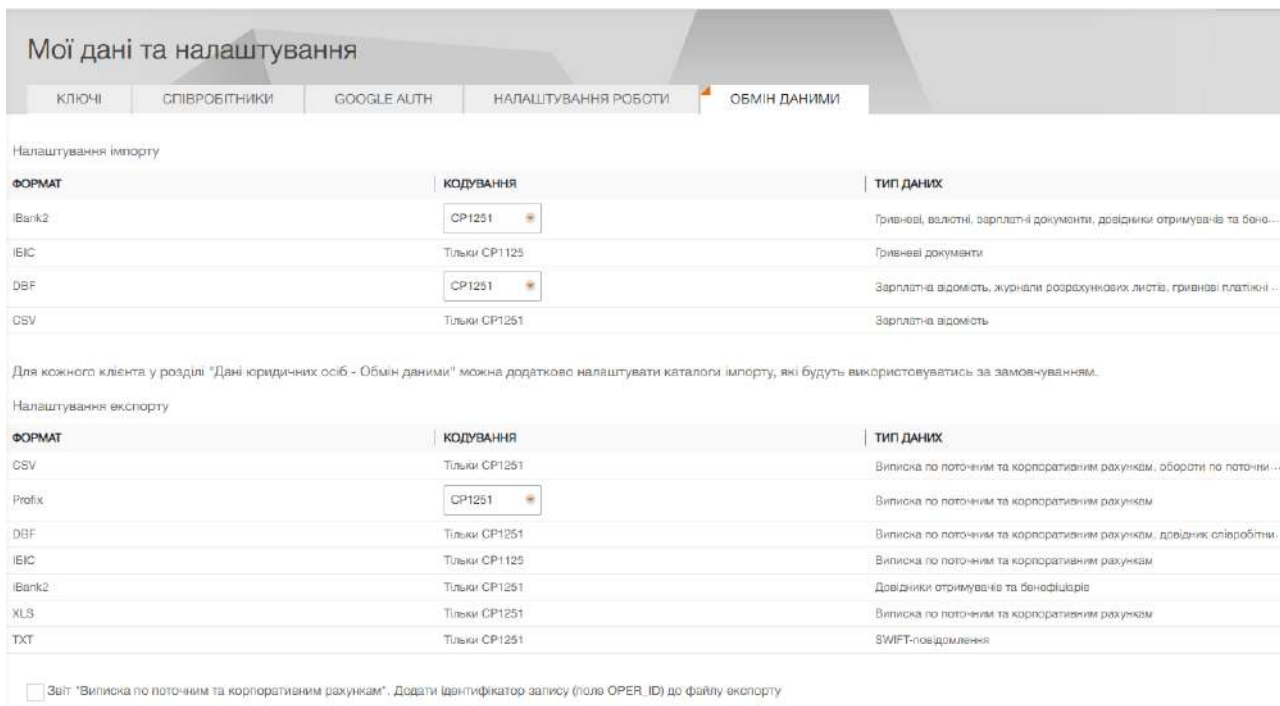 Мої дані та налаштування
КЛЮЧІ СПІВРОБІТНИКИ GOOGLE AUTH НАЛАШТУВАННЯ РОБОТИ ОБМІН ДАНИМИ
Налаштування імпорту
ФОРМАТ КОДУВАННЯ ТИП ДАНИХ
iBank2 CP1251 Гривневі, валютні, зарплатні документи, довідники отримувачів та бене...
IBIC Тільки CP1125 Гривневі документи
DBF CP1251 Зарплатна відомість, журнали розрахункових листів, гривневі платіжні ...
CSV Тільки CP1251 Зарплатна відомість
Для кожного клієнта у розділі "Дані юридичних осіб - Обмін даними" можна додатково налаштувати каталоги імпорту, які будуть використовуватись за замовчуванням.
Налаштування експорту
ФОРМАТ КОДУВАННЯ ТИП ДАНИХ
CSV Тільки CP1251 Виписка по поточним та корпоративним рахункам, обороти по поточни...
Profix CP1251 Виписка по поточним та корпоративним рахункам
DBF Тільки CP1251 Виписка по поточним та корпоративним рахункам, довідник співробітни...
IBIC Тільки CP1125 Виписка по поточним та корпоративним рахункам
iBank2 Тільки CP1251 Довідники отримувачів та бенефіціарів
XLS Тільки CP1251 Виписка по поточним та корпоративним рахункам
TXT Тільки CP1251 SWIFT-повідомлення
Звіт "Виписка по поточним та корпоративним рахункам". Додати ідентифікатор запису (поле OPER_ID) до файлу експорту